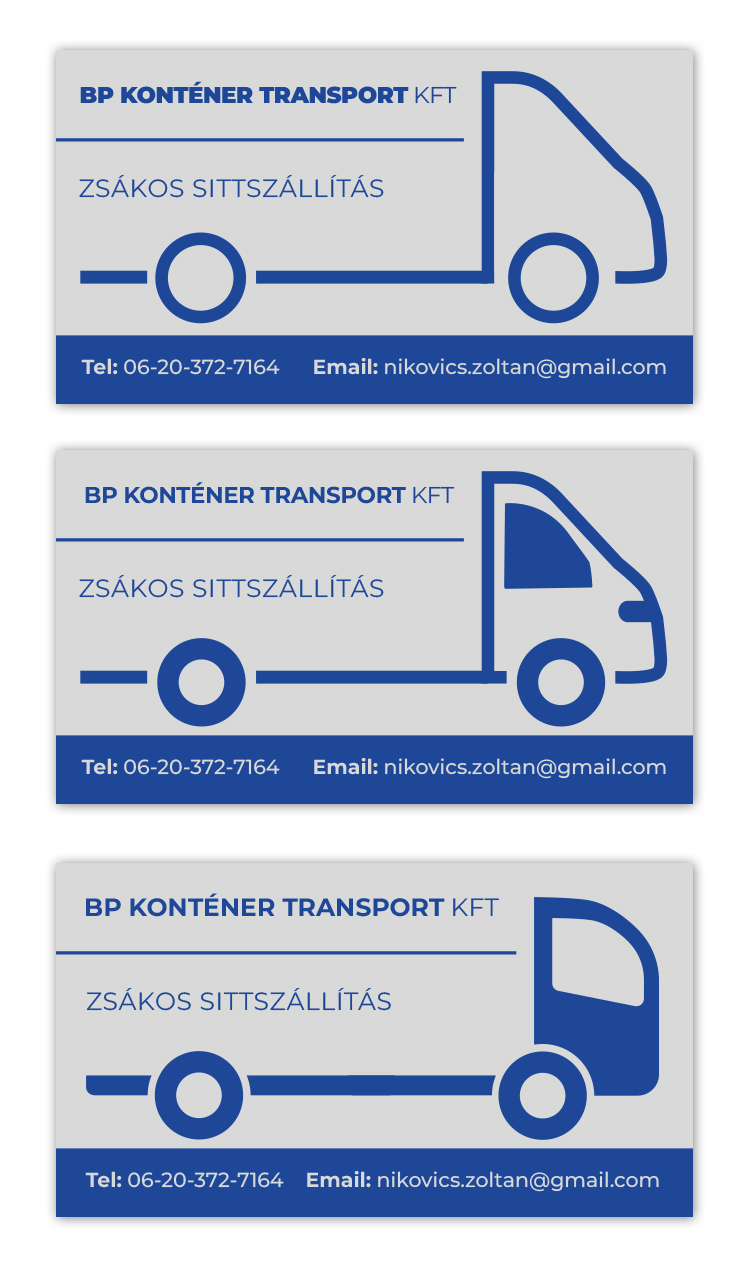 BP KONTÉNER TRANSPORT KFT
ZSÁKOS SITTSZÁLLÍTÁS
Tel: 06-20-372-7164 Email: nikovics.zoltan@gmail.com
BP KONTÉNER TRANSPORT KFT
ZSÁKOS SITTSZÁLLÍTÁS
Tel: 06-20-372-7164 Email: nikovics.zoltan@gmail.com
BP KONTÉNER TRANSPORT KFT
ZSÁKOS SITTSZÁLLÍTÁS
Tel: 06-20-372-7164 Email: nikovics.zoltan@gmail.com